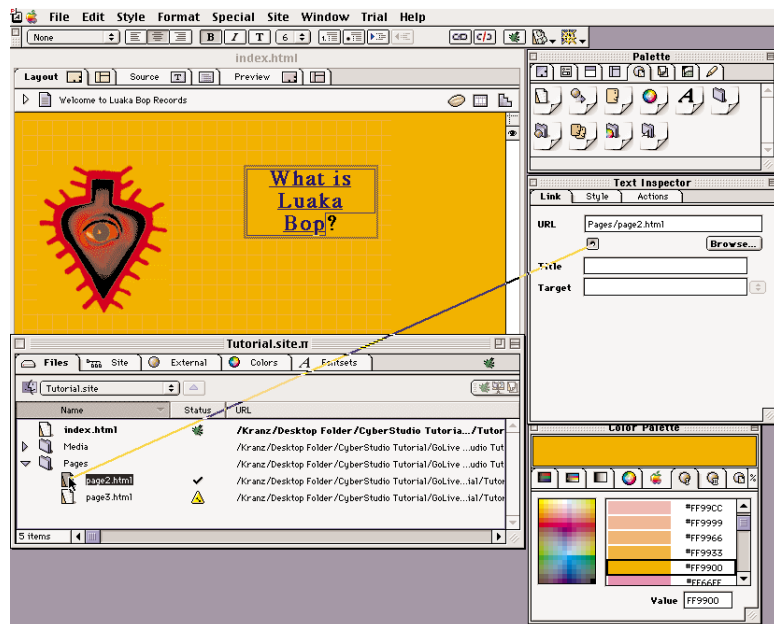 File Edit Style Format Special Site Window Trial Help
None B I T 6
index.html
Layout Source T Preview
Welcome to Luaka Bop Records
What is
Luaka
Bop?
Palette
A
Text Inspector
Link Style Actions
URL Pages/page2.html
Browse...
Title
Target
Tutorial.site.π
Files Site External Colors A Fontsets
Tutorial.site
Name Status URL
index.html /Kranz/Desktop Folder/CyberStudio Tutoria.../Tutor
Media /Kranz/Desktop Folder/CyberStudio Tutorial/GoLive ...udio Tut
Pages /Kranz/Desktop Folder/CyberStudio Tutorial/GoLive ...udio Tut
page2.html /Kranz/Desktop Folder/CyberStudio Tutorial/GoLive...ial/Tutor
page3.html /Kranz/Desktop Folder/CyberStudio Tutorial/GoLive...ial/Tutor
5 items
Color Palette
%
#FF99CC
#FF9999
#FF9966
#FF9933
#FF9900
#FF66FF
Value FF9900